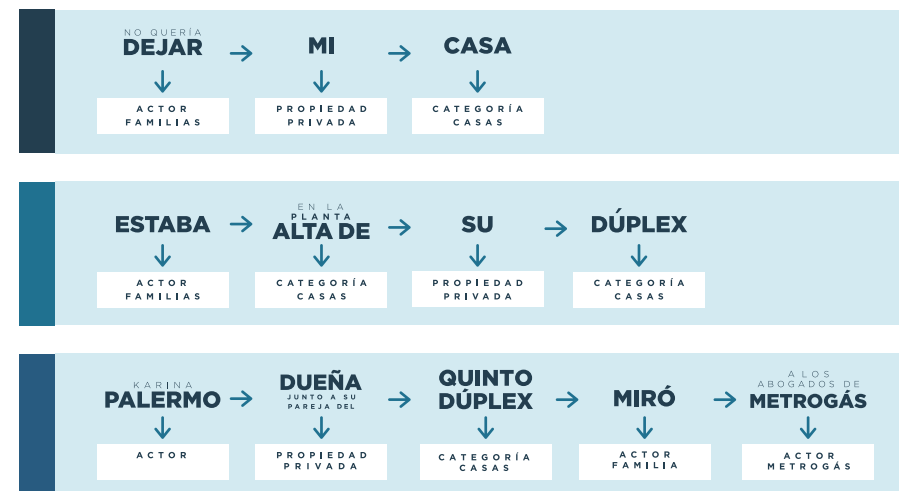 NO QUERÍA
DEJAR
MI
CASA
ACTOR
FAMILIAS
PROPIEDAD
PRIVADA
CATEGORÍA
CASAS
ESTABA
EN LA
PLANTA
ALTA DE
SU
DÚPLEX
ACTOR
FAMILIAS
CATEGORÍA
CASAS
PROPIEDAD
PRIVADA
CATEGORÍA
CASAS
KARINA
PALERMO
DUEÑA
JUNTO A SU
PAREJA DEL
QUINTO
DÚPLEX
MIRÓ
A LOS
ABOGADOS DE
METROGÁS
ACTOR
PROPIEDAD
PRIVADA
CATEGORÍA
CASAS
ACTOR
FAMILIA
ACTOR
METROGÁS